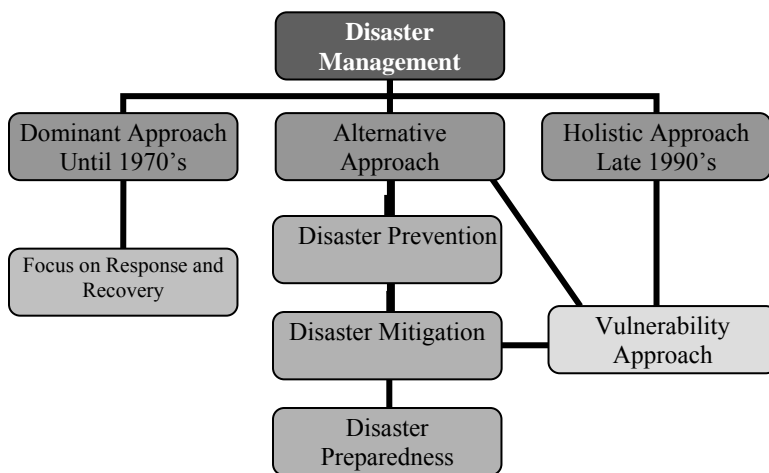 Disaster
Management
Dominant Approach
Until 1970’s
Alternative
Approach
Holistic Approach
Late 1990’s
Focus on Response and
Recovery
Disaster Prevention
Disaster Mitigation
Vulnerability
Approach
Disaster
Preparedness